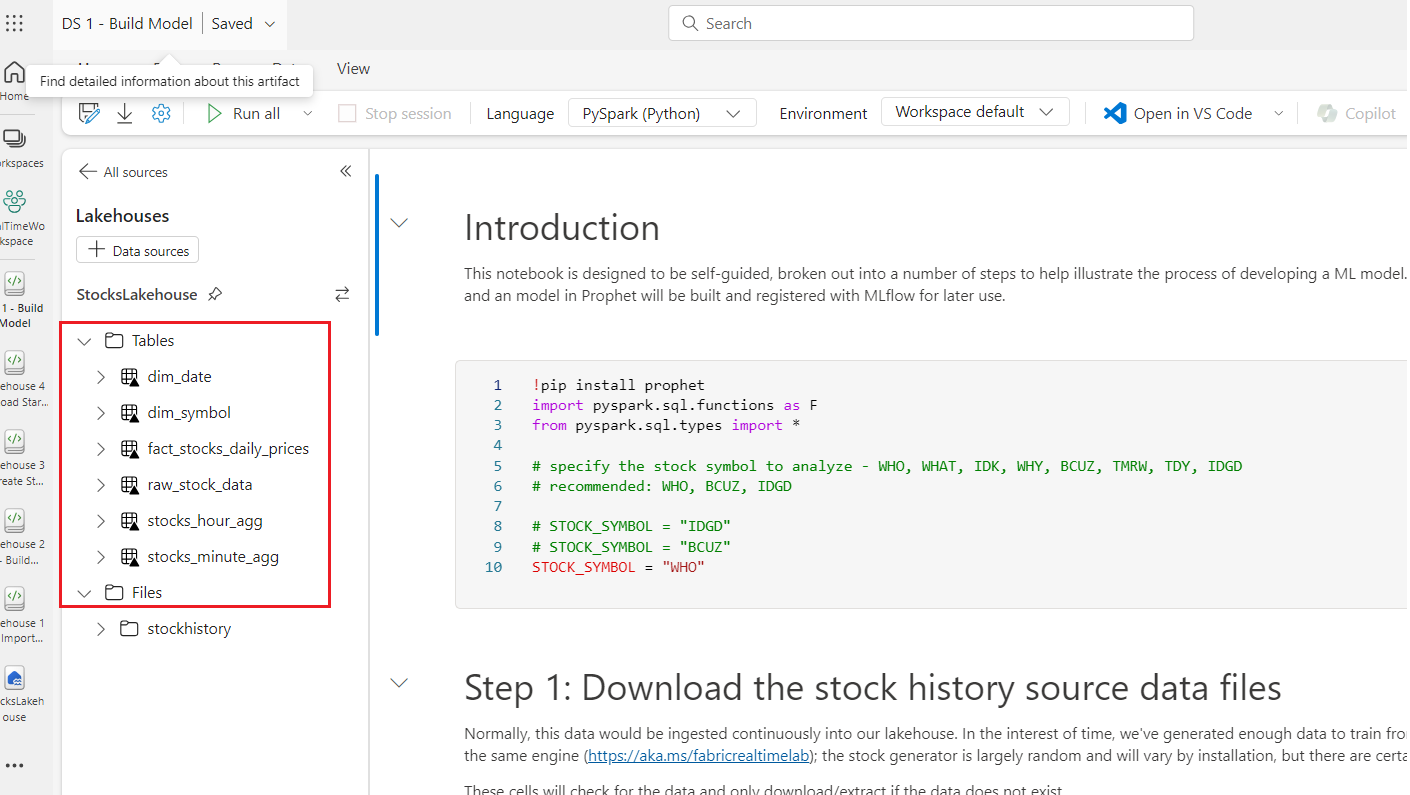 DS 1 - Build Model
Saved
Search
Find detailed information about this artifact
View
Home
Run all
Stop session
Language
PySpark (Python)
Environment
Workspace default
Open in VS Code
Copilot
rkspaces
lTimeWo
kspace
1 - Build
Model
ehouse 4
oad Star...
ehouse 3
reate St...
ehouse 2
- Build...
ehouse 1
Import...
cksLakeh
ouse
All sources
Lakehouses
Data sources
StocksLakehouse
Tables
dim_date
dim_symbol
fact_stocks_daily_prices
raw_stock_data
stocks_hour_agg
stocks_minute_agg
Files
stockhistory
Introduction
This notebook is designed to be self-guided, broken out into a number of steps to help illustrate the process of developing a ML model.
and an model in Prophet will be built and registered with MLflow for later use.
1 !pip install prophet
2 import pyspark.sql.functions as F
3 from pyspark.sql.types import *
4
5 # specify the stock symbol to analyze - WHO, WHAT, IDK, WHY, BCUZ, TMRW, TDY, IDGD
6 # recommended: WHO, BCUZ, IDGD
7
8 # STOCK_SYMBOL = "IDGD"
9 # STOCK_SYMBOL = "BCUZ"
10 STOCK_SYMBOL = "WHO"
Step 1: Download the stock history source data files
Normally, this data would be ingested continuously into our lakehouse. In the interest of time, we've generated enough data to train fro
the same engine (https://aka.ms/fabricrealtimelab); the stock generator is largely random and will vary by installation, but there are certa
These cells will check for the data and only download/extract if the data does not exist.